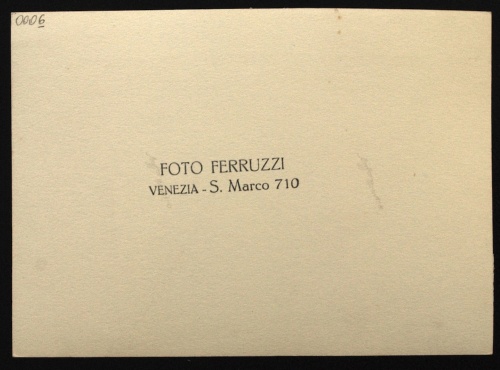 0006
FOTO FERRUZZI
VENEZIA - S. Marco 710